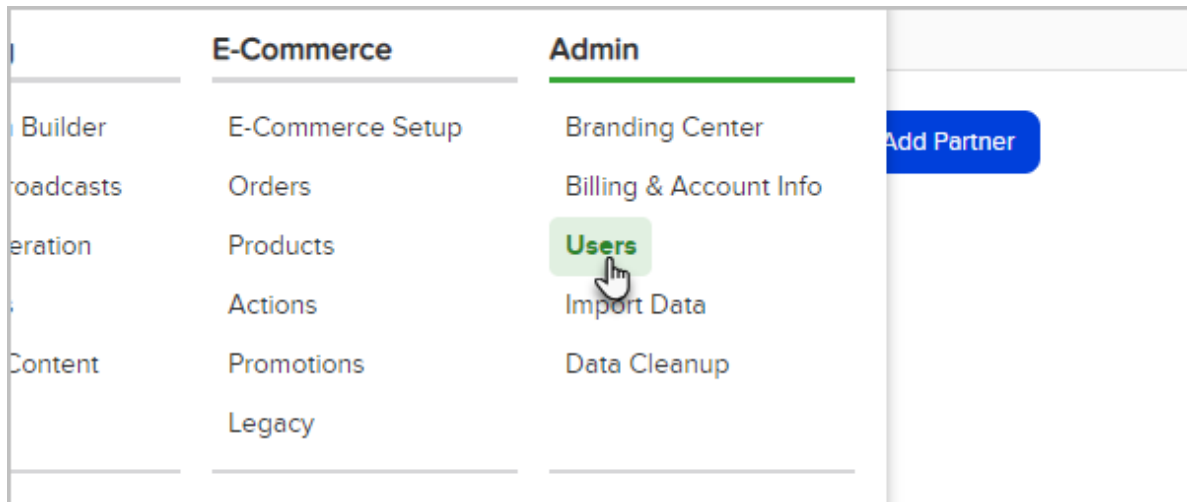 E-Commerce
Admin
Builder
E-Commerce Setup
Branding Center
Add Partner
roadcasts
Orders
Billing & Account Info
eration
Products
Users
Actions
Import Data
Content
Promotions
Data Cleanup
Legacy